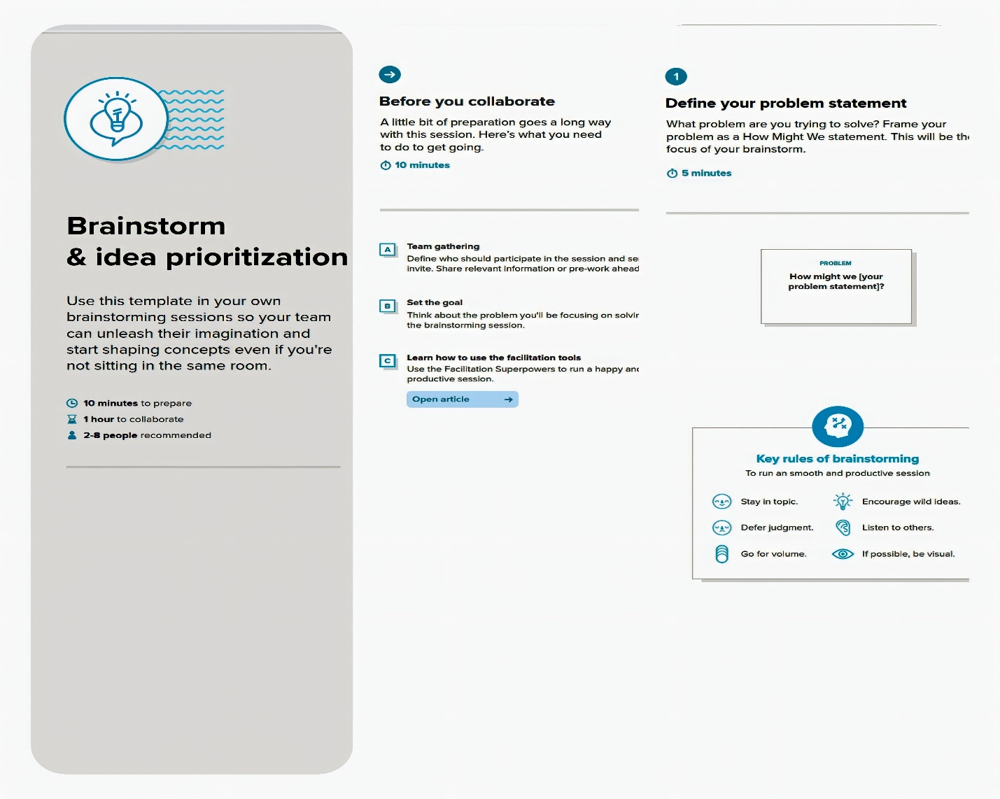 Brainstorm
& idea prioritization
Use this template in your own
brainstorming sessions so your team
can unleash their imagination and
start shaping concepts even if you're
not sitting in the same room.
10 minutes to prepare
1 hour to collaborate
2-8 people recommended
Before you collaborate
A little bit of preparation goes a long way
with this session. Here's what you need
to do to get going.
10 minutes
A
Team gathering
Define who should participate in the session and
invite. Share relevant information or pre-work ahead
B
Set the goal
Think about the problem you'll be focusing on
the brainstorming session.
C
Learn how to use the facilitation tools
Use the Facilitation Superpowers to run a happy
productive session.
Open article
1
Define your problem statement
What problem are you trying to solve? Frame your
problem as a How Might We statement. This will be
focus of your brainstorm.
5 minutes
PROBLEM
How might we [your
problem statement]?
Key rules of brainstorming
To run an smooth and productive session
Stay in topic.
Encourage wild ideas.
Defer judgment.
Listen to others.
Go for volume.
If possible, be visual.